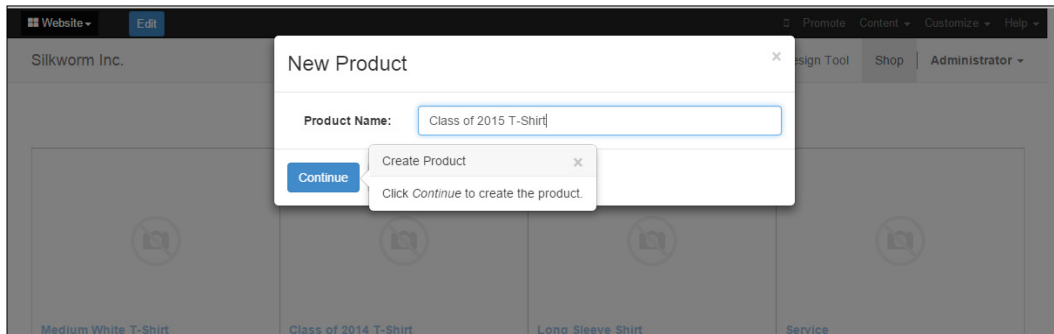 Website Edit Promote Content Customize Help
Silkworm Inc. New Product × esign Tool Shop Administrator
Product Name: Class of 2015 T-Shirt
Create Product ×
Continue Click Continue to create the product.
Medium White T-Shirt Class of 2014 T-Shirt Long Sleeve Shirt Service